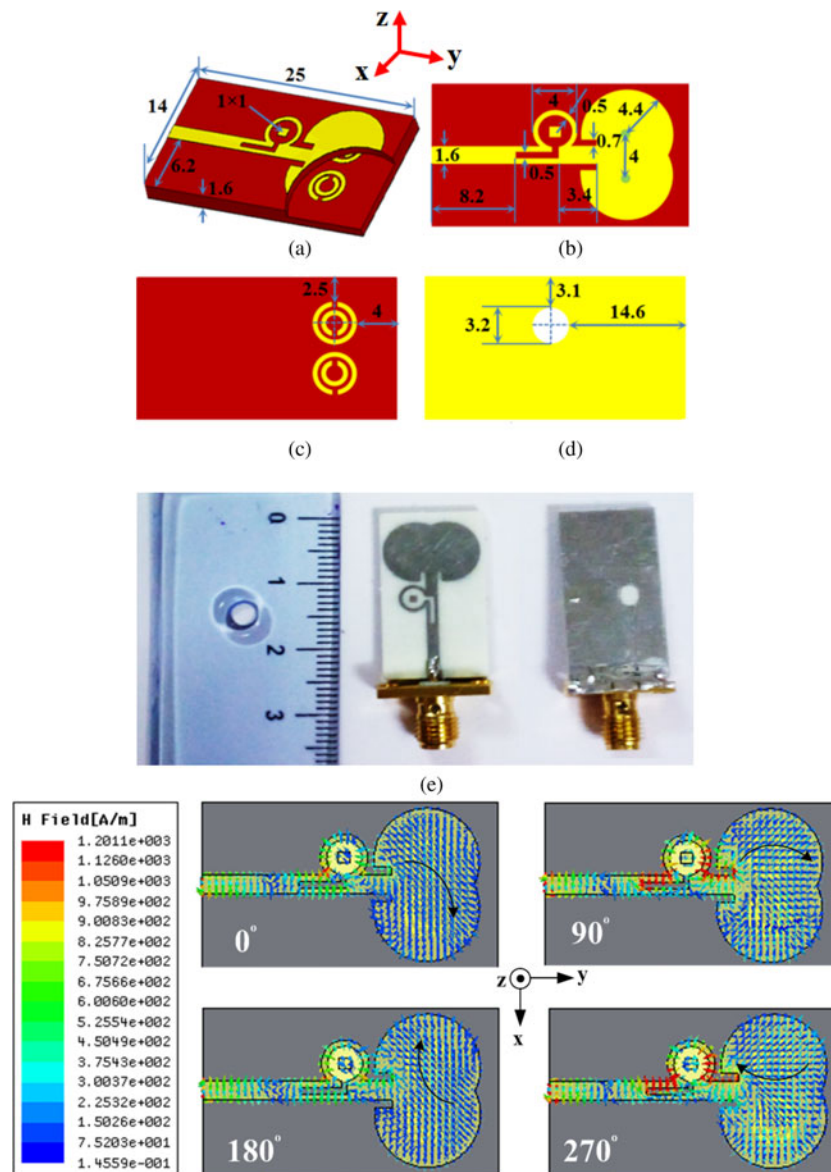 z
x
y
14
25
1×1
6.2
1.6
(a)
4
0.5
4.4
0.7
4
1.6
0.5
8.2
3.4
(b)
2.5
4
(c)
3.1
3.2
14.6
(d)
0
1
2
3
(e)
H Field[A/m]
1.2011e+003
1.1260e+003
1.0509e+003
9.7589e+002
9.0083e+002
8.2577e+002
7.5072e+002
6.7566e+002
6.0060e+002
5.2554e+002
4.5049e+002
3.7543e+002
3.0037e+002
2.2532e+002
1.5026e+002
7.5203e+001
1.4559e-001
0°
90°
z
y
x
180°
270°